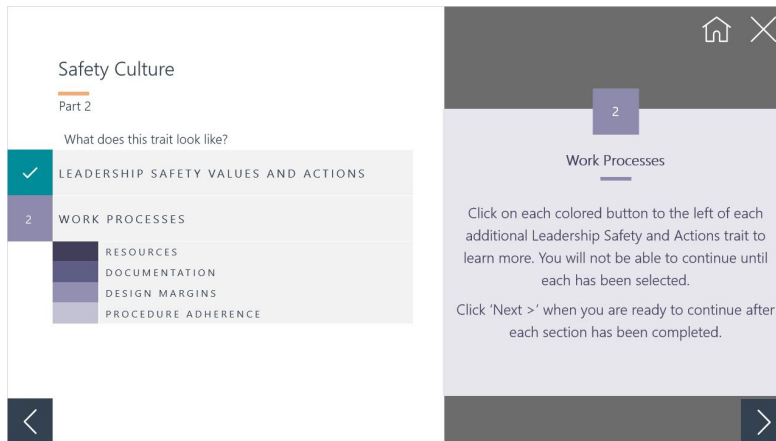 Safety Culture
Part 2
What does this trait look like?
LEADERSHIP SAFETY VALUES AND ACTIONS
2 WORK PROCESSES
RESOURCES
DOCUMENTATION
DESIGN MARGINS
PROCEDURE ADHERENCE
2
Work Processes
Click on each colored button to the left of each
additional Leadership Safety and Actions trait to
learn more. You will not be able to continue until
each has been selected.
Click ‘Next >’ when you are ready to continue after
each section has been completed.